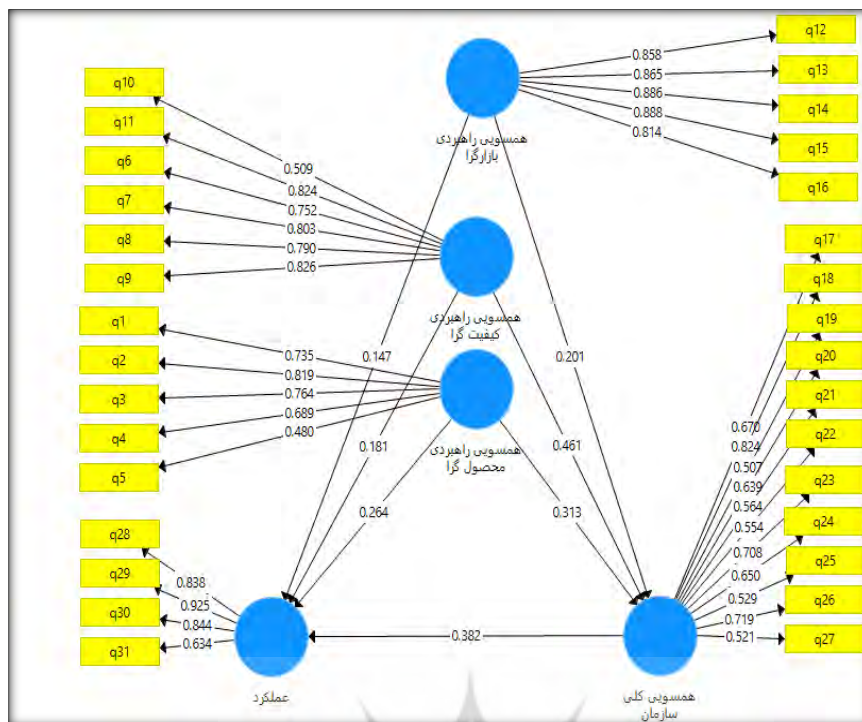 q12
q13
q14
q15
q16
0.858
0.865
0.886
0.888
0.814
همسویی راهبردی
بازارگرا
q10
q11
q6
q7
q8
q9
0.509
0.824
0.752
0.803
0.790
0.826
همسویی راهبردی
کیفیت گرا
q1
q2
q3
q4
q5
0.735
0.819
0.764
0.689
0.480
همسویی راهبردی
محصول گرا
0.147
0.181
0.264
0.201
0.461
0.313
q17
q18
q19
q20
q21
q22
q23
q24
q25
q26
q27
0.670
0.824
0.507
0.639
0.564
0.554
0.708
0.650
0.529
0.719
0.521
q28
q29
q30
q31
0.838
0.925
0.844
0.634
0.382
عملکرد
همسویی کلی
سازمان